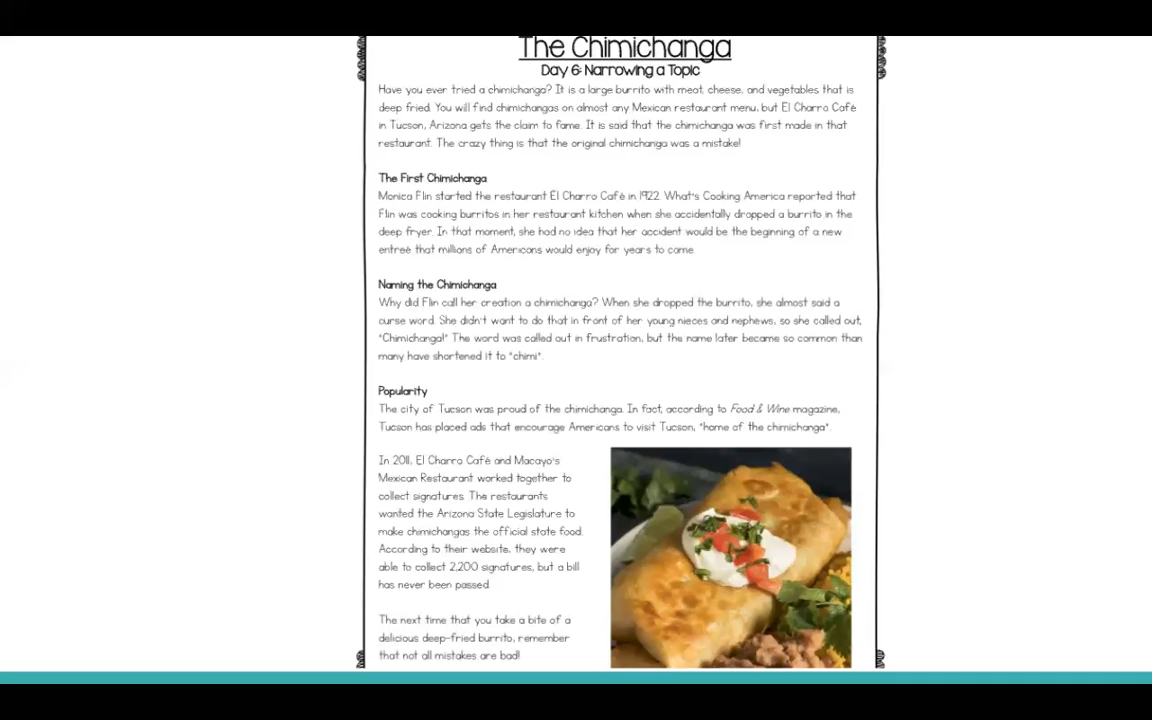 The Chimichanga
Day 6: Narrowing a Topic
Have you ever tried a chimichanga? It is a large burrito with meat, cheese, and vegetables that is
deep fried. You will find chimichangas on almost any Mexican restaurant menu, but El Charro Café
in Tucson, Arizona gets the claim to fame. It is said that the chimichanga was first made in that
restaurant. The crazy thing is that the original chimichanga was a mistake!
The First Chimichanga
Monica Flin started the restaurant El Charro Café in 1922. What's Cooking America reported that
Flin was cooking burritos in her restaurant kitchen when she accidentally dropped a burrito in the
deep fryer. In that moment, she had no idea that her accident would be the beginning of a new
entreé that millions of Americans would enjoy for years to come.
Naming the Chimichanga
Why did Flin call her creation a chimichanga? When she dropped the burrito, she almost said a
curse word. She didn't want to do that in front of her young nieces and nephews, so she called out,
"Chimichanga!" The word was called out in frustration, but the name later became so common than
many have shortened it to "chimi".
Popularity
The city of Tucson was proud of the chimichanga. In fact, according to Food & Wine magazine,
Tucson has placed ads that encourage Americans to visit Tucson, "home of the chimichanga".
In 2011, El Charro Café and Macayo's
Mexican Restaurant worked together to
collect signatures. The restaurants
wanted the Arizona State Legislature to
make chimichangas the official state food.
According to their website, they were
able to collect 2,200 signatures, but a bill
has never been passed.
The next time that you take a bite of a
delicious deep-fried burrito, remember
that not all mistakes are bad!